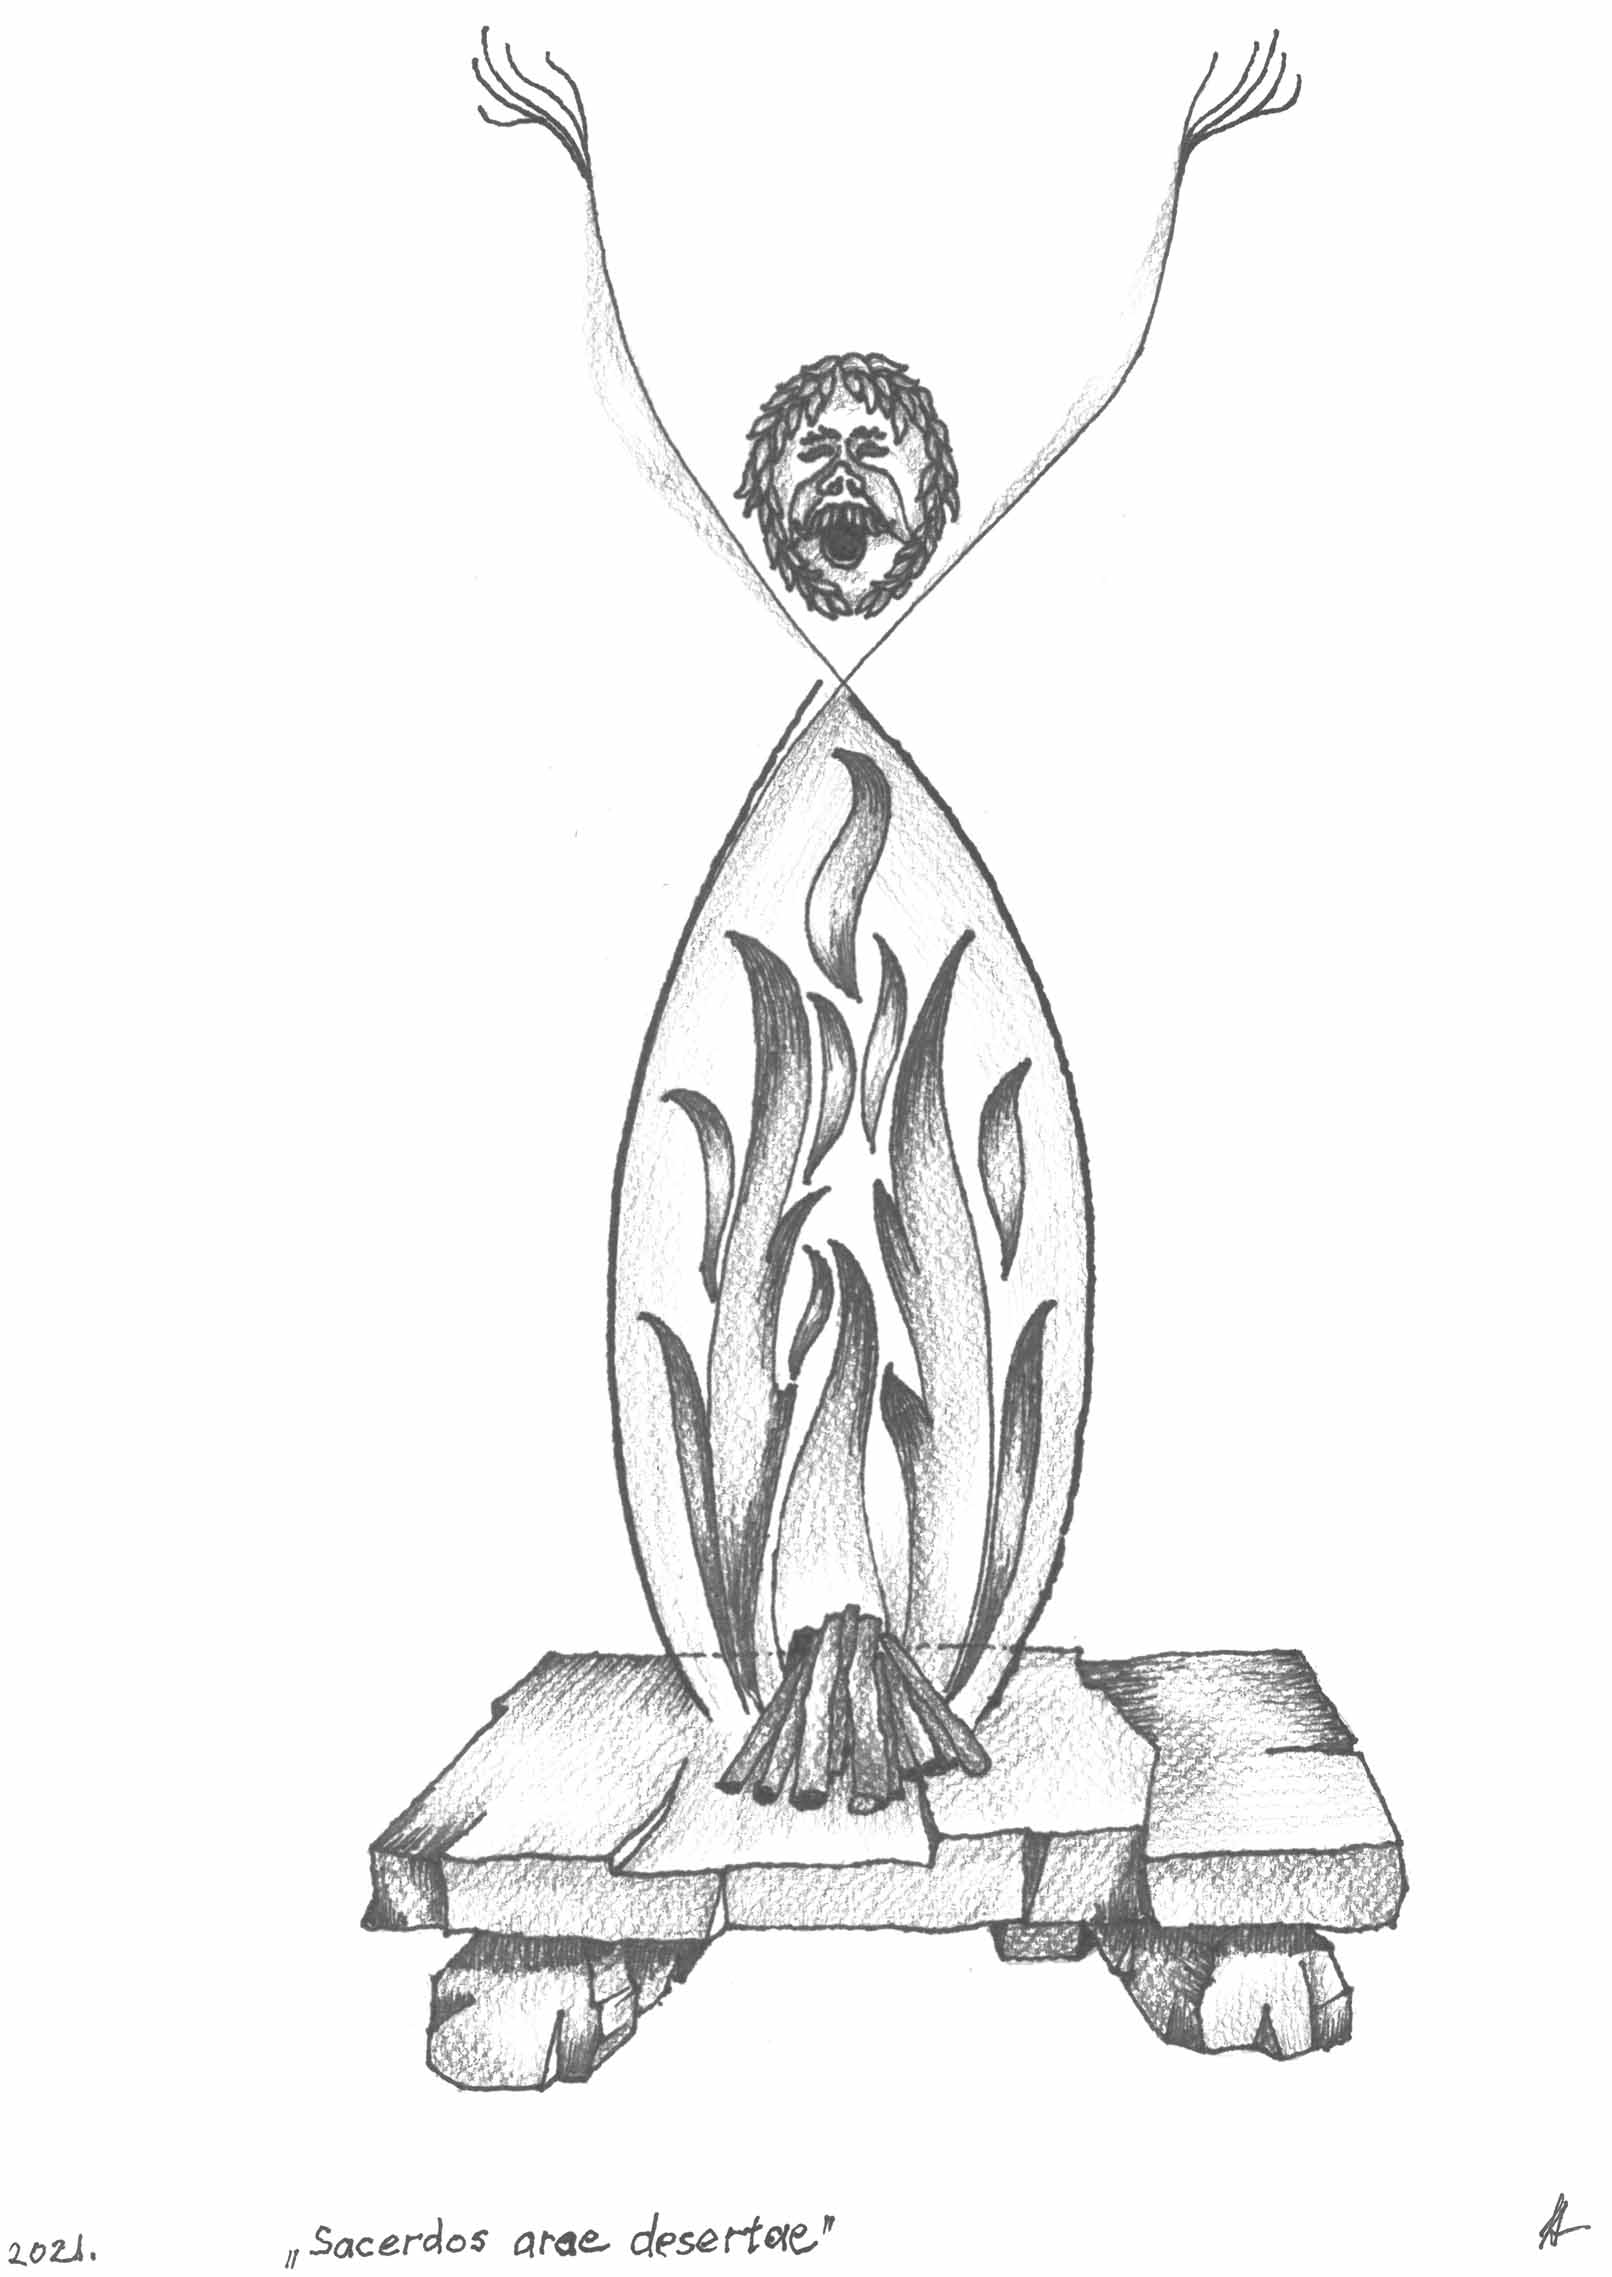 2021. „Sacerdos arae desertae”